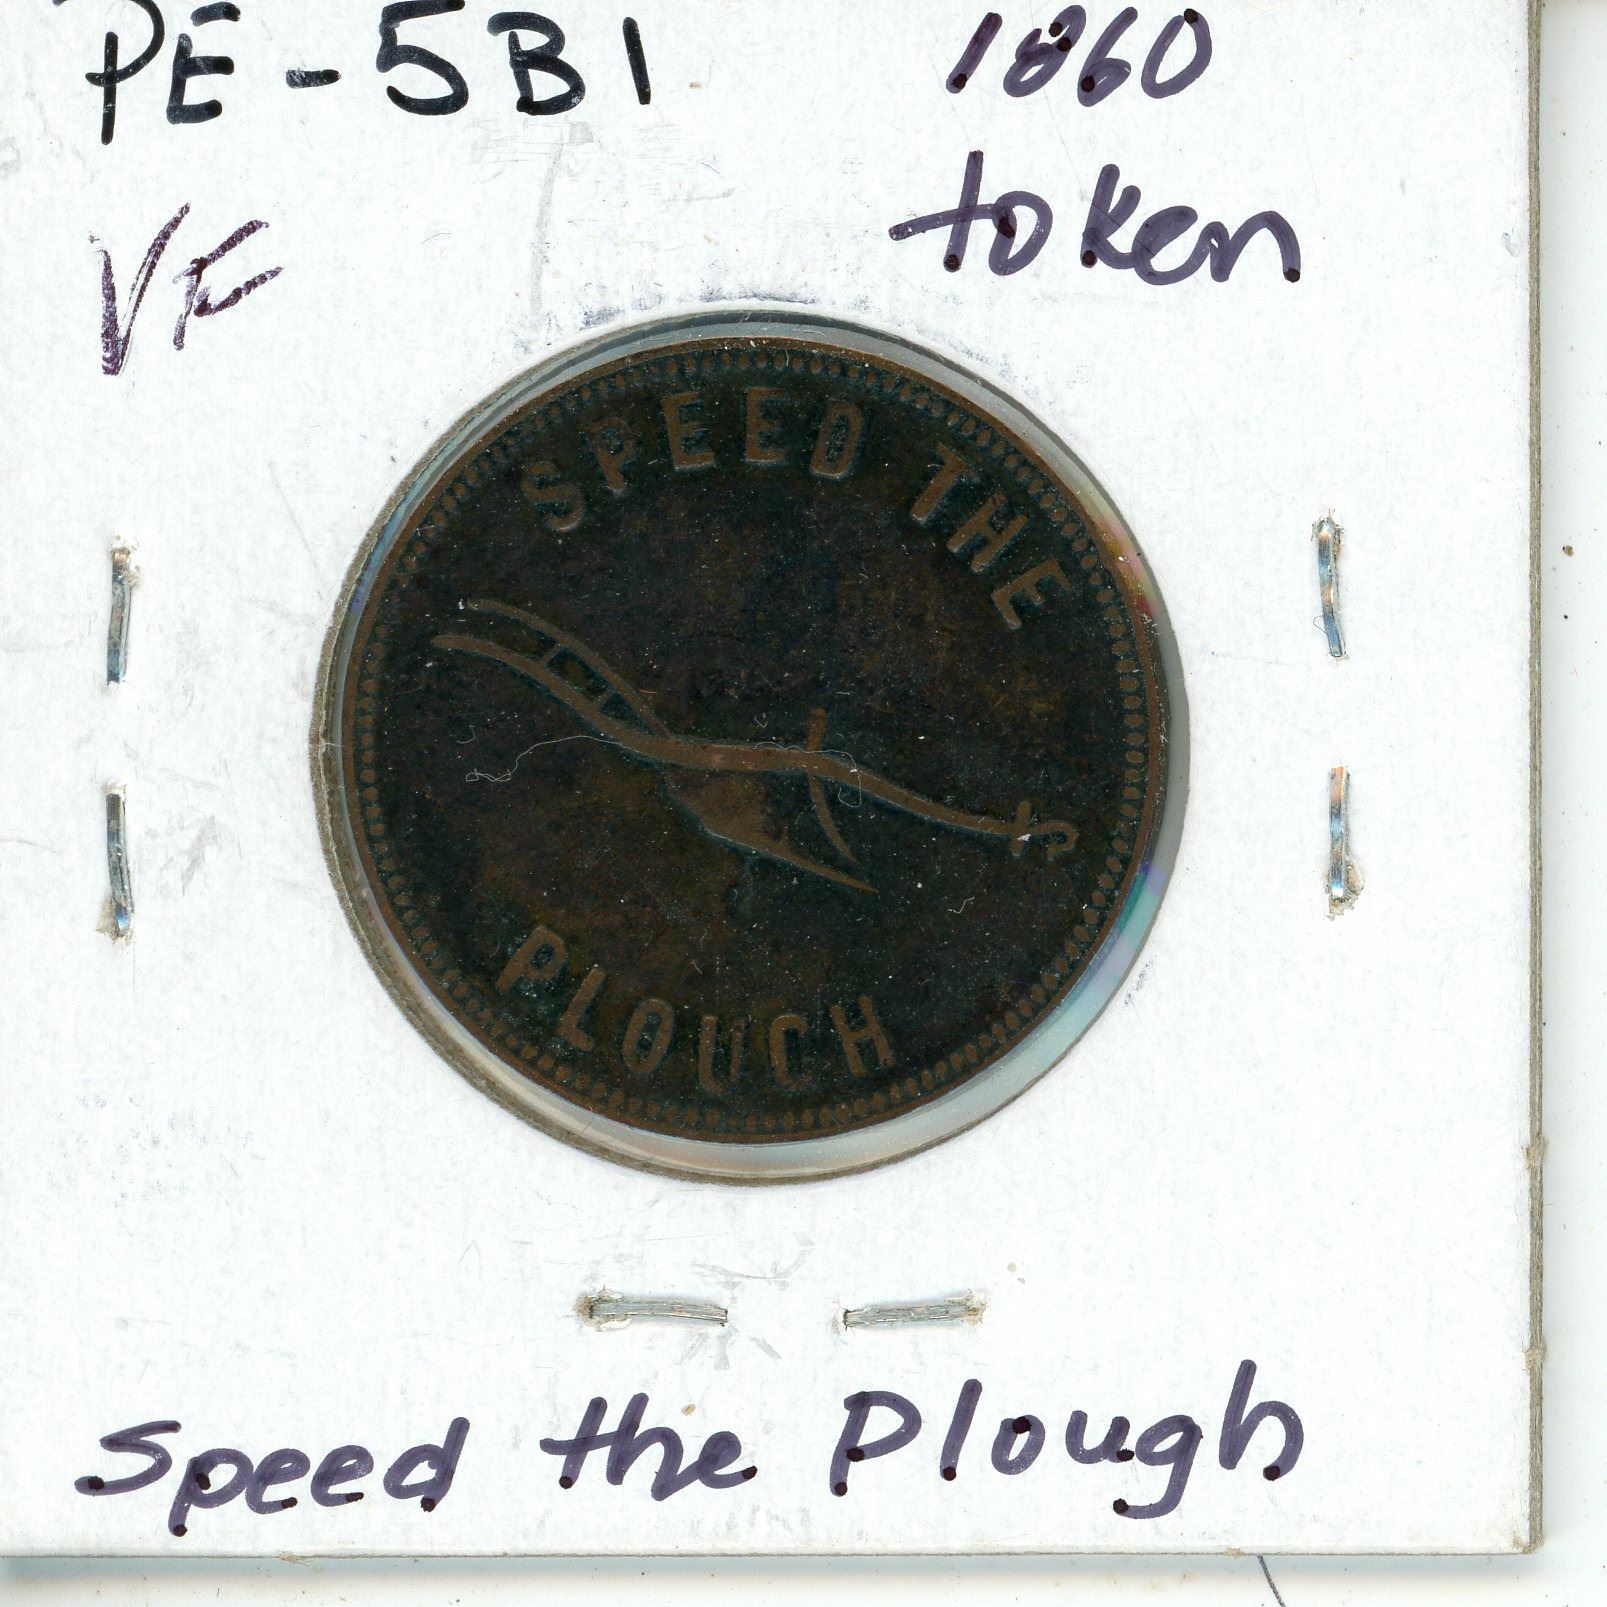 PE-5B1
1860
token
VF
SPEED THE
PLOUCH
Speed the Plough